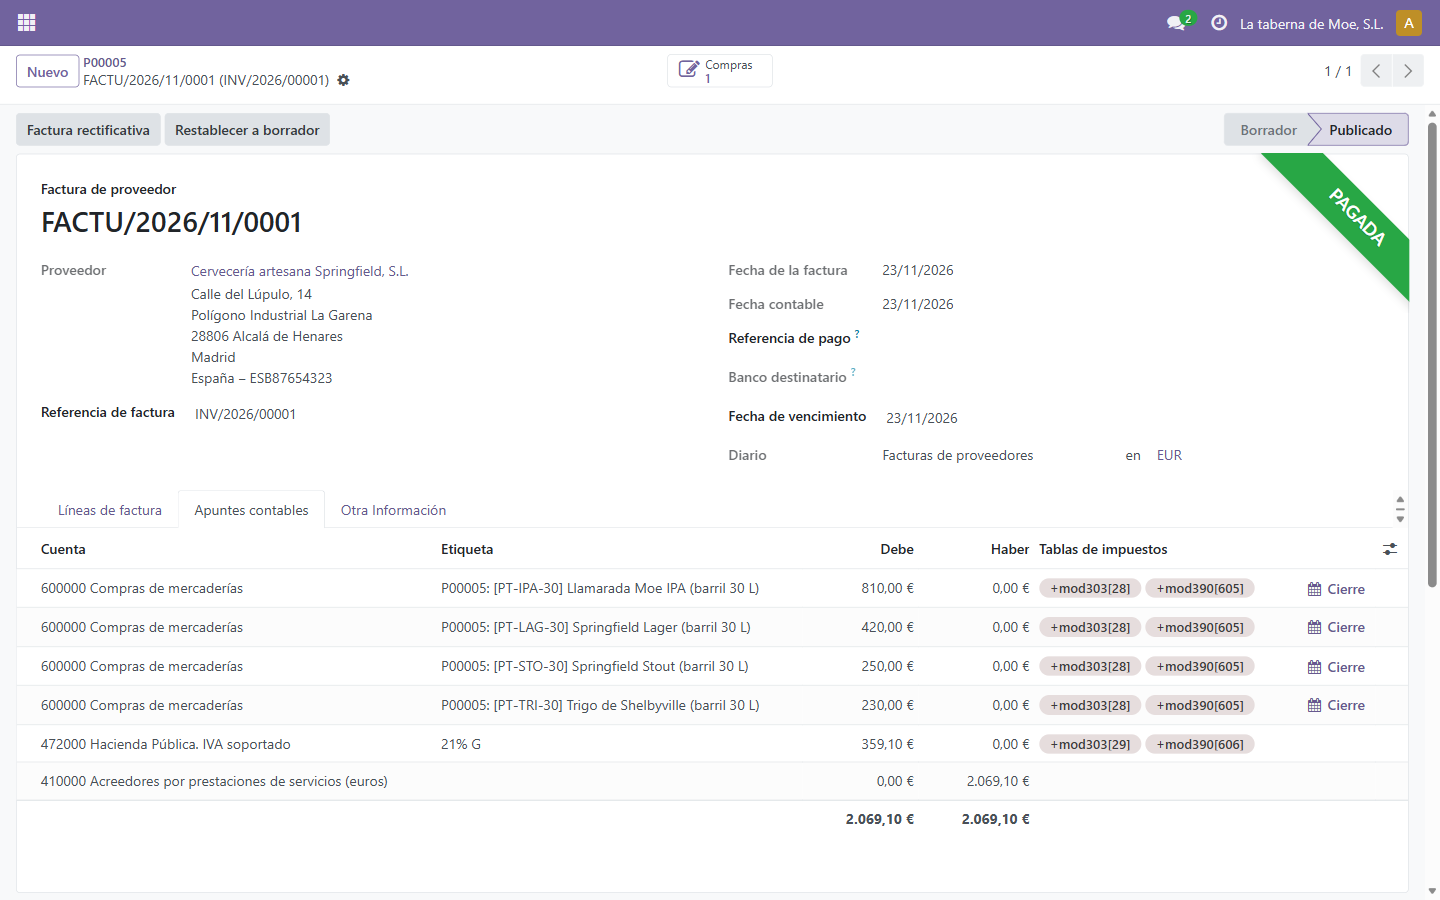 2
La taberna de Moe, S.L.
A
Nuevo
P00005
FACTU/2026/11/0001 (INV/2026/00001)
Compras
1
1 / 1
Factura rectificativa
Restablecer a borrador
Borrador
Publicado
PAGADA
Factura de proveedor
FACTU/2026/11/0001
Proveedor
Cervecería artesana Springfield, S.L.
Calle del Lúpulo, 14
Polígono Industrial La Garena
28806 Alcalá de Henares
Madrid
España – ESB87654323
Referencia de factura INV/2026/00001
Fecha de la factura 23/11/2026
Fecha contable 23/11/2026
Referencia de pago ?
Banco destinatario ?
Fecha de vencimiento 23/11/2026
Diario Facturas de proveedores en EUR
Líneas de factura Apuntes contables Otra Información
Cuenta Etiqueta Debe Haber Tablas de impuestos
600000 Compras de mercaderías P00005: [PT-IPA-30] Llamarada Moe IPA (barril 30 L) 810,00 € 0,00 € +mod303[28] +mod390[605] Cierre
600000 Compras de mercaderías P00005: [PT-LAG-30] Springfield Lager (barril 30 L) 420,00 € 0,00 € +mod303[28] +mod390[605] Cierre
600000 Compras de mercaderías P00005: [PT-STO-30] Springfield Stout (barril 30 L) 250,00 € 0,00 € +mod303[28] +mod390[605] Cierre
600000 Compras de mercaderías P00005: [PT-TRI-30] Trigo de Shelbyville (barril 30 L) 230,00 € 0,00 € +mod303[28] +mod390[605] Cierre
472000 Hacienda Pública. IVA soportado 21% G 359,10 € 0,00 € +mod303[29] +mod390[606]
410000 Acreedores por prestaciones de servicios (euros) 0,00 € 2.069,10 €
2.069,10 € 2.069,10 €